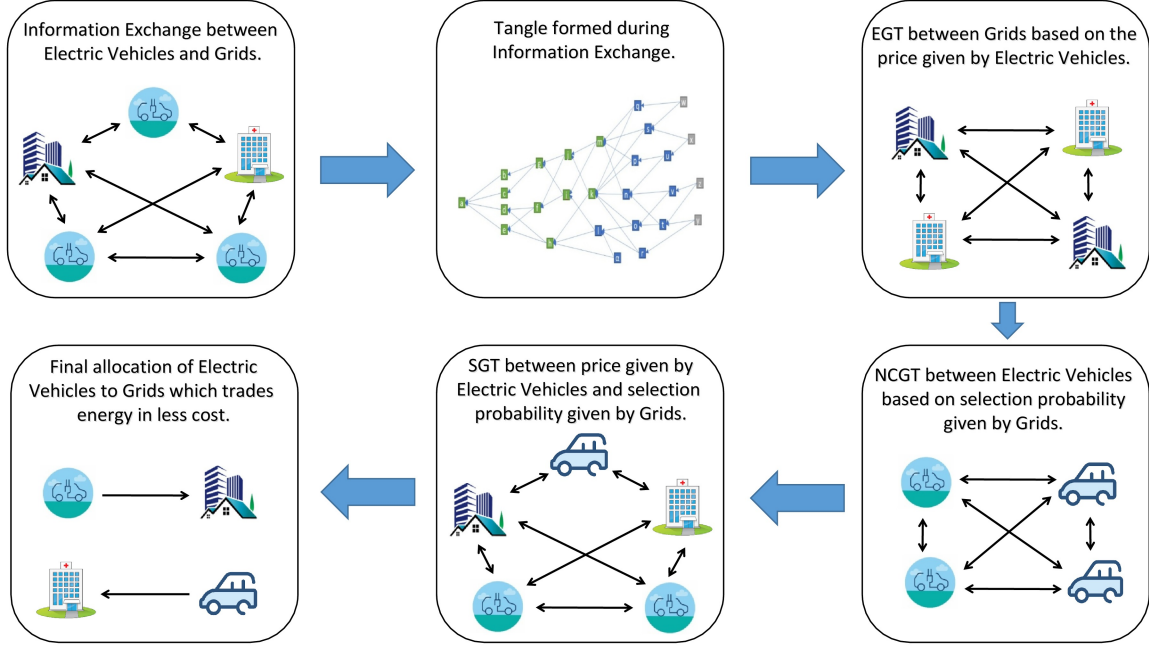 Information Exchange between
Electric Vehicles and Grids.
Tangle formed during
Information Exchange.
EGT between Grids based on the
price given by Electric Vehicles.
Final allocation of Electric
Vehicles to Grids which trades
energy in less cost.
SGT between price given by
Electric Vehicles and selection
probability given by Grids.
NCGT between Electric Vehicles
based on selection probability
given by Grids.